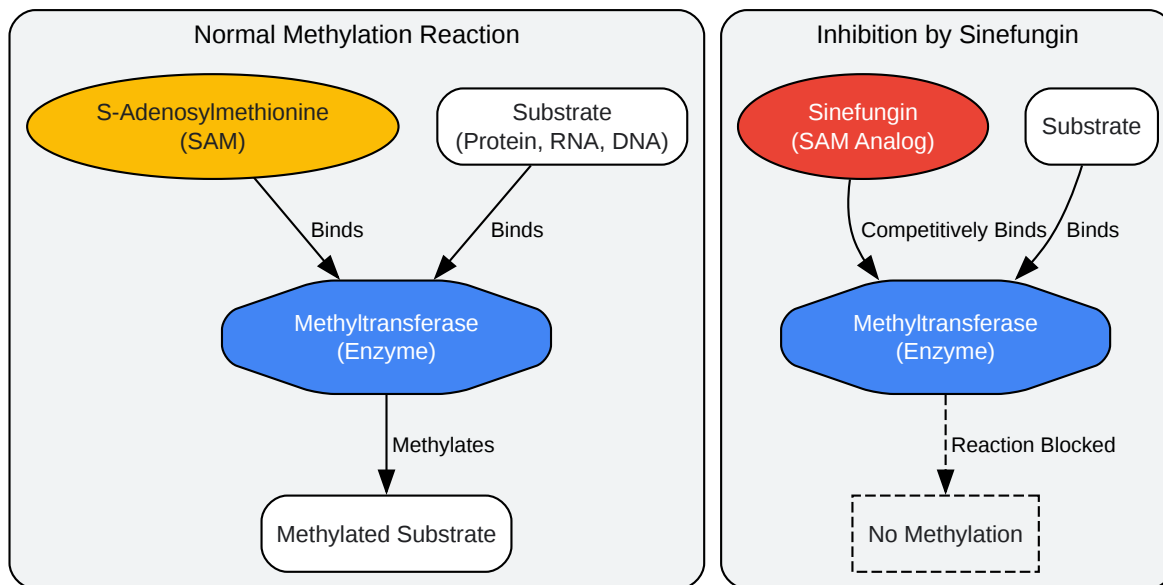 Normal Methylation Reaction
S-Adenosylmethionine
(SAM)
Substrate
(Protein, RNA, DNA)
Binds
Binds
Methyltransferase
(Enzyme)
Methylates
Methylated Substrate
Inhibition by Sinefungin
Sinefungin
(SAM Analog)
Substrate
Competitively Binds
Binds
Methyltransferase
(Enzyme)
Reaction Blocked
No Methylation